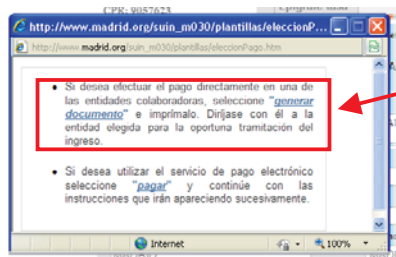 CPR: 9057623
http://www.madrid.org/suin_m030/plantillas/eleccionP...
http://www.madrid.org/suin_m030/plantillas/eleccionPago.htm
• Si desea efectuar el pago directamente en una de
las entidades colaboradoras, seleccione "generar
documento" e imprímalo. Diríjase con él a la
entidad elegida para la oportuna tramitación del
ingreso.
• Si desea utilizar el servicio de pago electrónico
seleccione "pagar" y continúe con las
instrucciones que irán apareciendo sucesivamente.
Internet
100%